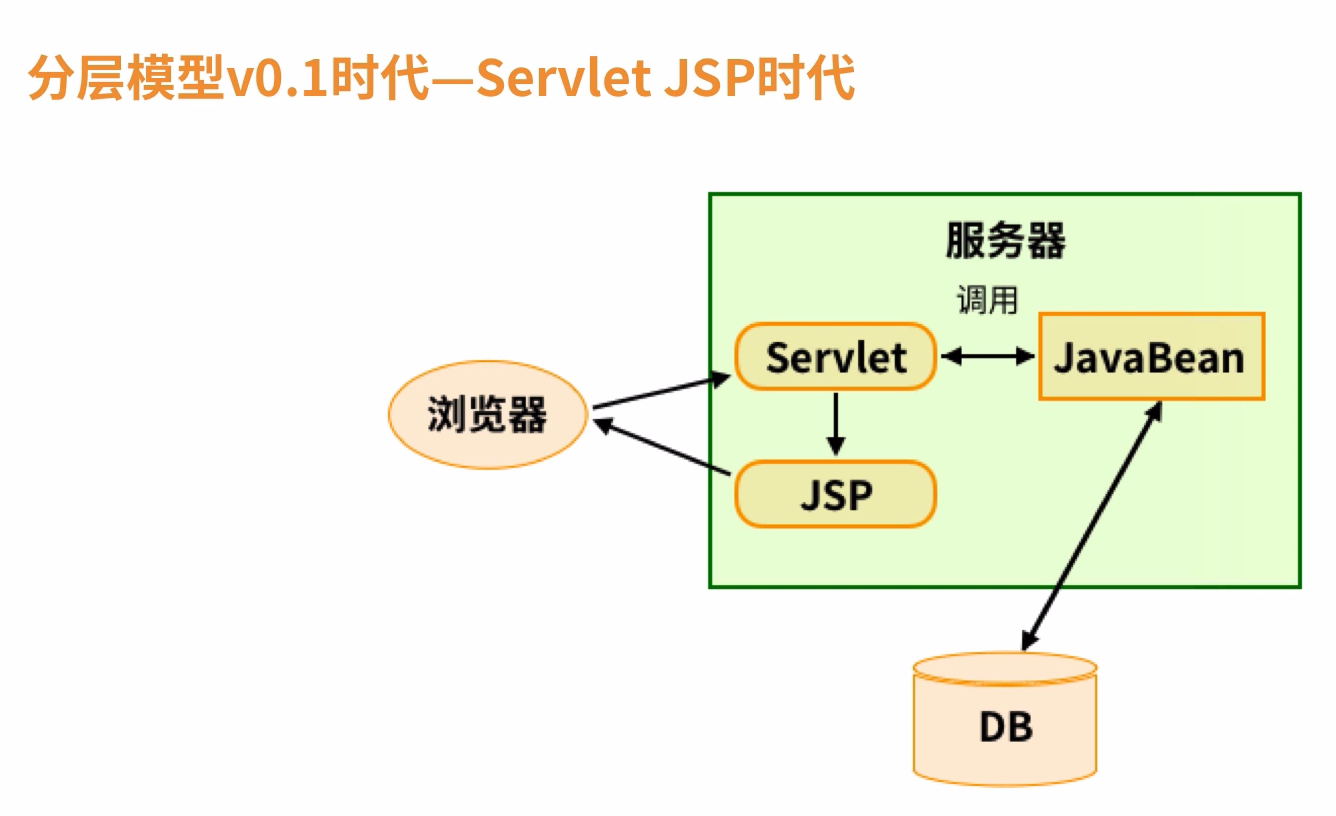 分层模型v0.1时代—Servlet JSP时代
服务器
调用
Servlet
JavaBean
浏览器
JSP
DB